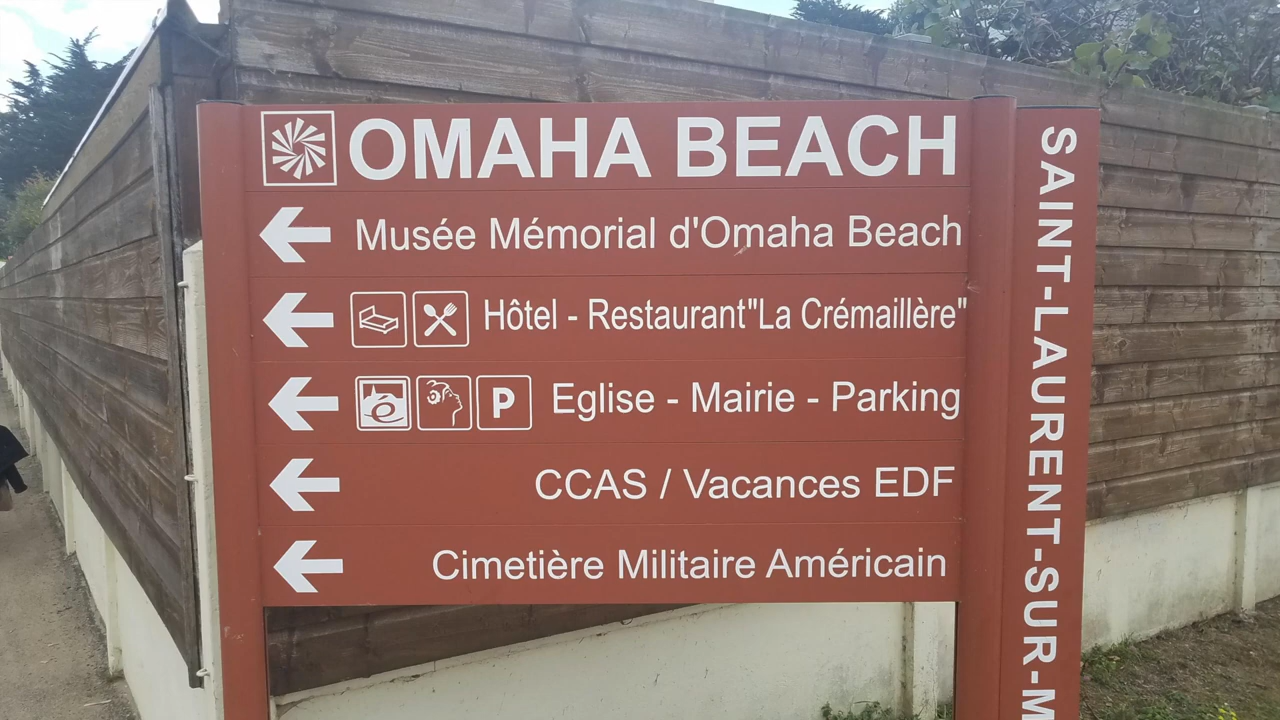 OMAHA BEACH
Musée Mémorial d'Omaha Beach
Hôtel - Restaurant"La Crémaillère"
P Eglise - Mairie - Parking
CCAS / Vacances EDF
Cimetière Militaire Américain
SAINT-LAURENT-SUR-M